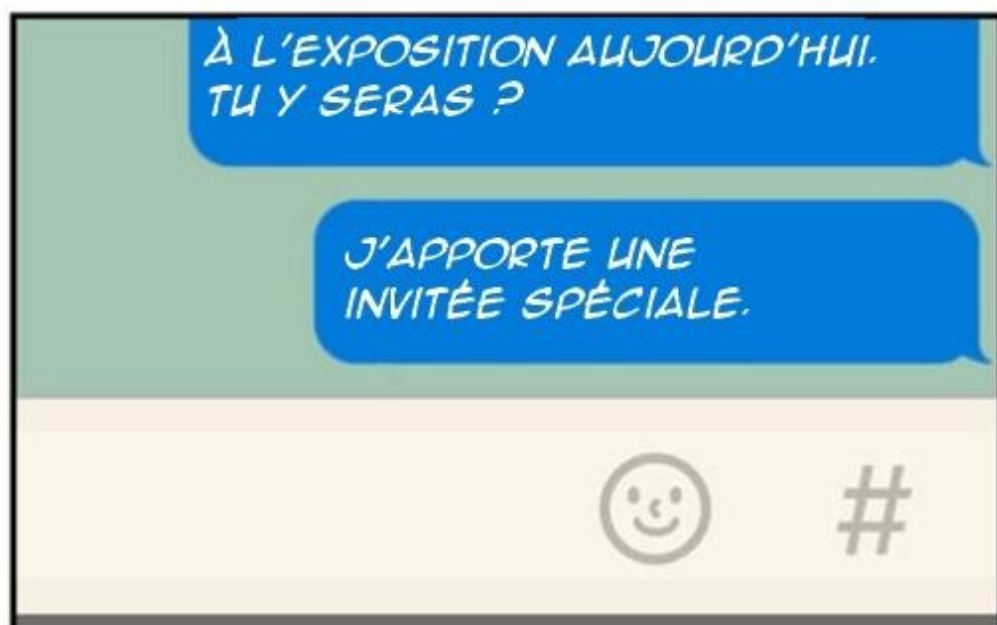 À L'EXPOSITION AUJOURD'HUI.
TU Y SERAS ?
J'APPORTE UNE
INVITÉE SPÉCIALE.
#